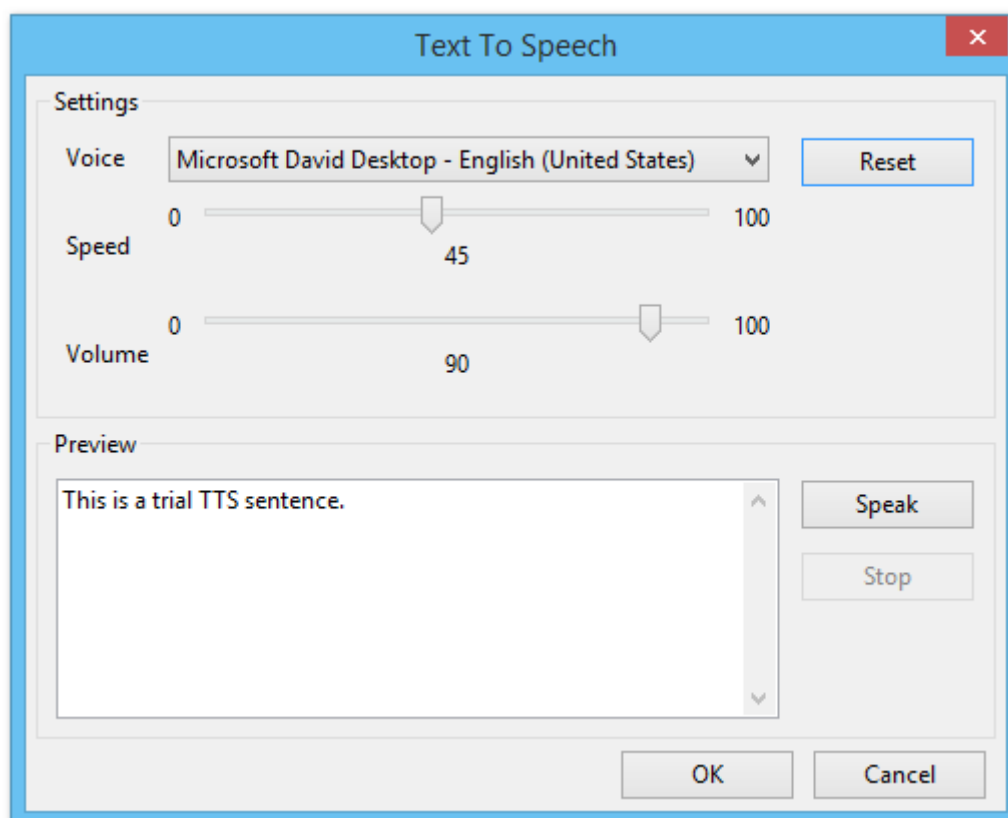 Text To Speech
Settings
Voice
Microsoft David Desktop - English (United States)
Reset
0
100
Speed
45
0
100
Volume
90
Preview
This is a trial TTS sentence.
Speak
Stop
OK
Cancel